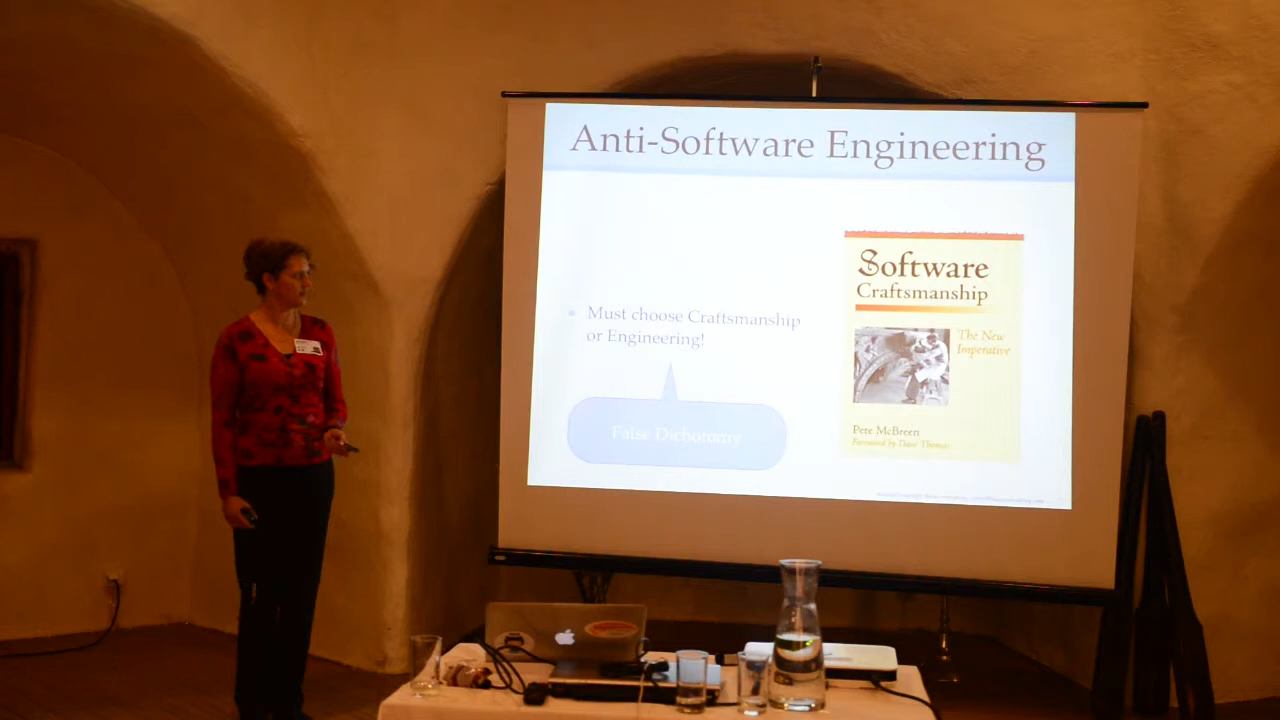 Anti-Software Engineering
Must choose Craftsmanship
or Engineering!
False Dichotomy
Software
Craftsmanship
The New
Imperative
Pete McBreen
Foreword by Dave Thomas